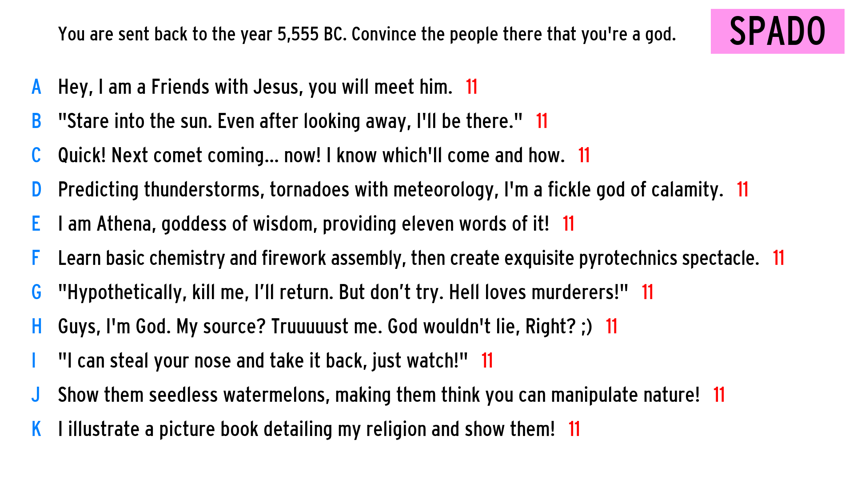 You are sent back to the year 5,555 BC. Convince the people there that you're a god.
SPADO
A Hey, I am a Friends with Jesus, you will meet him. 11
B "Stare into the sun. Even after looking away, I'll be there." 11
C Quick! Next comet coming... now! I know which'll come and how. 11
D Predicting thunderstorms, tornadoes with meteorology, I'm a fickle god of calamity. 11
E I am Athena, goddess of wisdom, providing eleven words of it! 11
F Learn basic chemistry and firework assembly, then create exquisite pyrotechnics spectacle. 11
G "Hypothetically, kill me, I’ll return. But don’t try. Hell loves murderers!" 11
H Guys, I'm God. My source? Truuuuust me. God wouldn't lie, Right? ;) 11
I "I can steal your nose and take it back, just watch!" 11
J Show them seedless watermelons, making them think you can manipulate nature! 11
K I illustrate a picture book detailing my religion and show them! 11